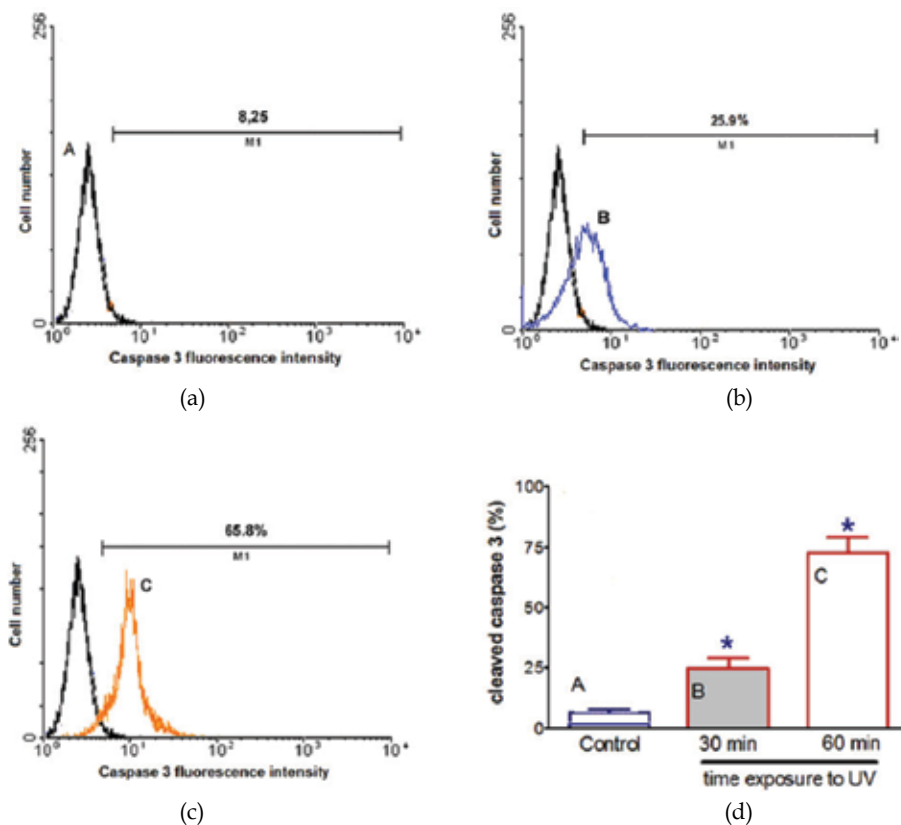 256
8,25
M1
A
Cell number
0
10⁰ 10¹ 10² 10³ 10⁴
Caspase 3 fluorescence intensity
(a)
256
25.9%
M1
B
Cell number
0
10⁰ 10¹ 10² 10³ 10⁴
Caspase 3 fluorescence intensity
(b)
256
65.8%
M1
C
Cell number
0
10⁰ 10¹ 10² 10³ 10⁴
Caspase 3 fluorescence intensity
(c)
100
75
50
25
0
cleaved caspase 3 (%)
A
*
B
*
C
Control 30 min 60 min
time exposure to UV
(d)